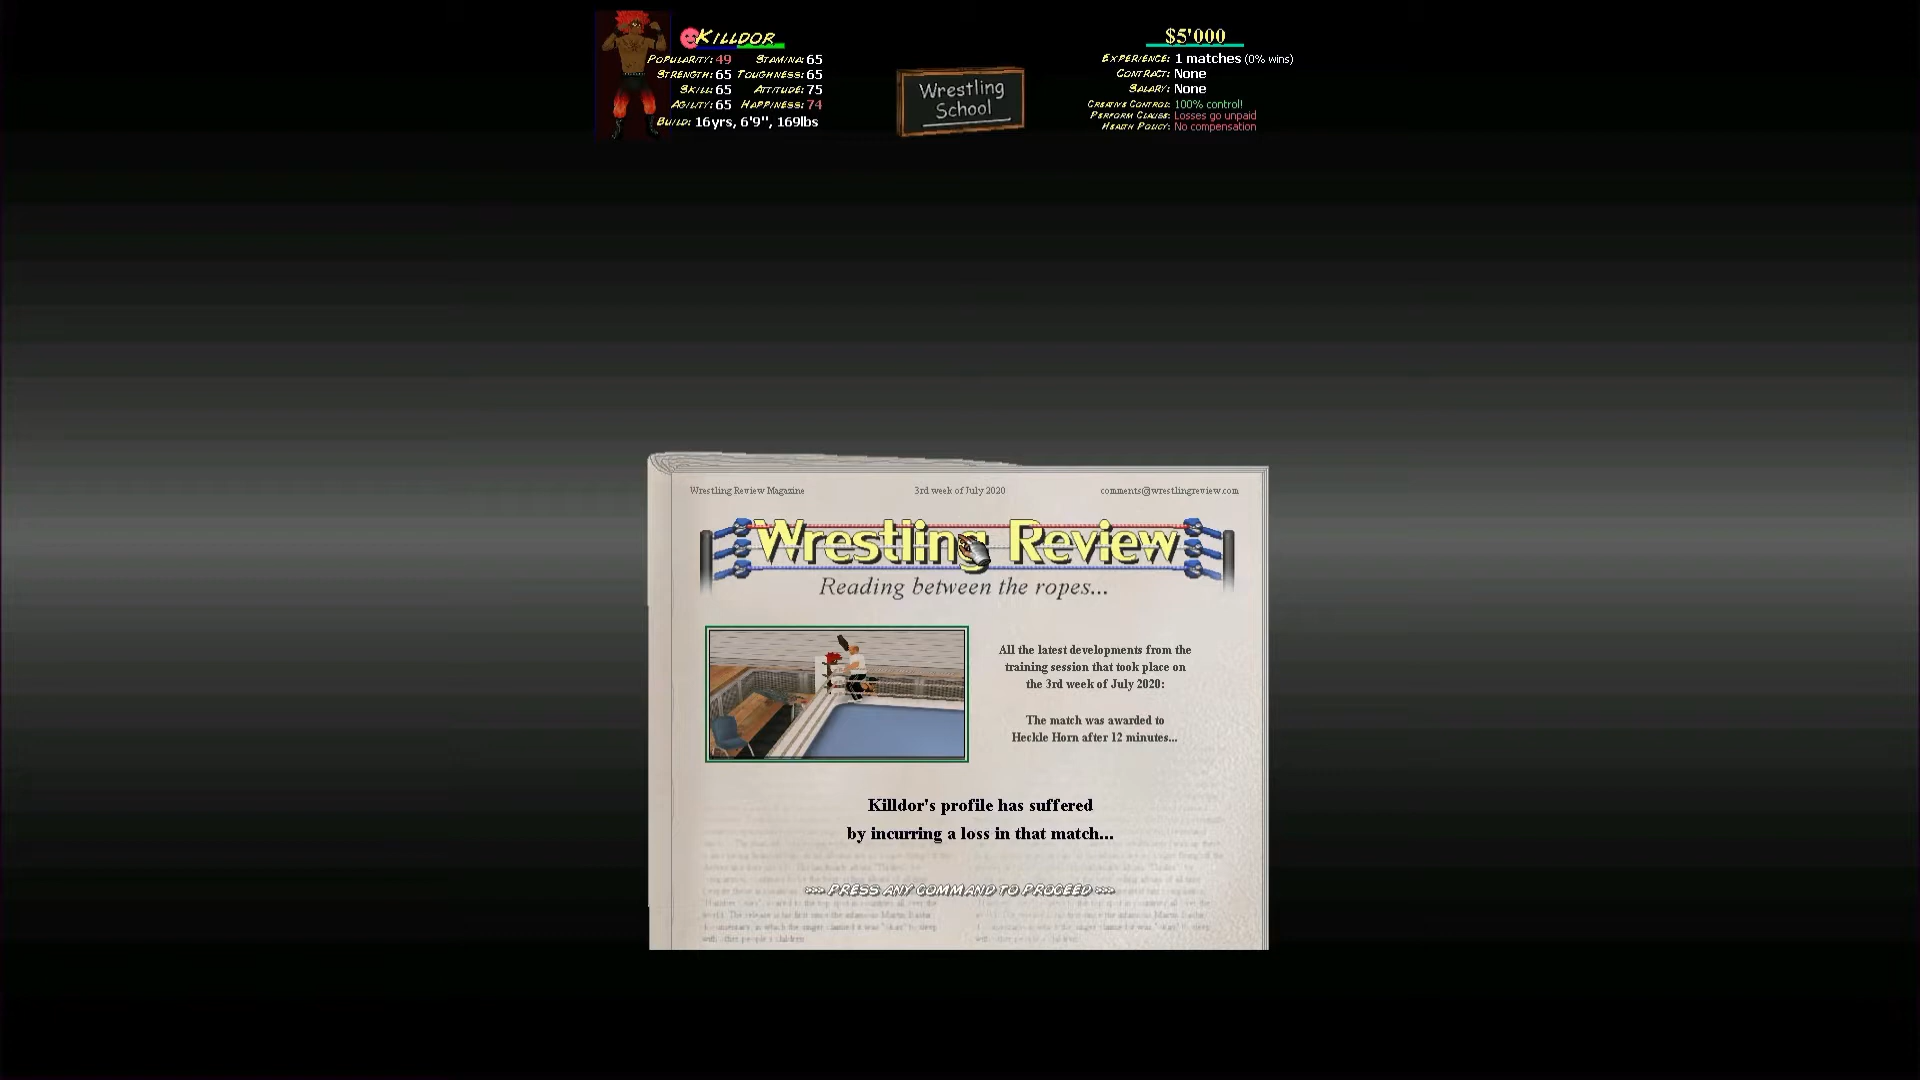 KILLDOR
POPULARITY: 49 STAMINA: 65
STRENGTH: 65 TOUGHNESS: 65
SKILL: 65 ATTITUDE: 75
AGILITY: 65 HAPPINESS: 74
BUILD: 16yrs, 6'9", 169lbs
Wrestling
School
$5'000
EXPERIENCE: 1 matches (0% wins)
CONTRACT: None
SALARY: None
CREATIVE CONTROL: 100% control!
PERFORM CLAUSE: Losses go unpaid
HEALTH POLICY: No compensation
Wrestling Review Magazine 3rd week of July 2020 comments@wrestlingreview.com
Wrestling Review
Reading between the ropes...
All the latest developments from the
training session that took place on
the 3rd week of July 2020:
The match was awarded to
Heckle Horn after 12 minutes...
Killdor's profile has suffered
by incurring a loss in that match...
>>> PRESS ANY COMMAND TO PROCEED >>>